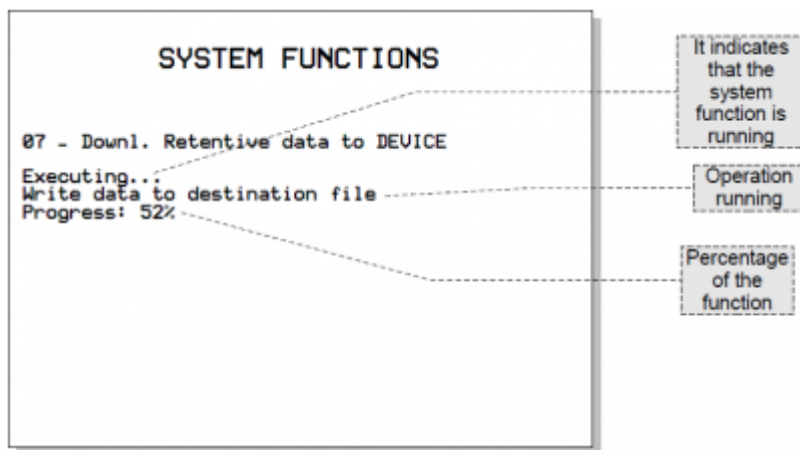 SYSTEM FUNCTIONS
07 - Downl. Retentive data to DEVICE
Executing...
Write data to destination file
Progress: 52%
It indicates
that the
system
function is
running
Operation
running
Percentage
of the
function